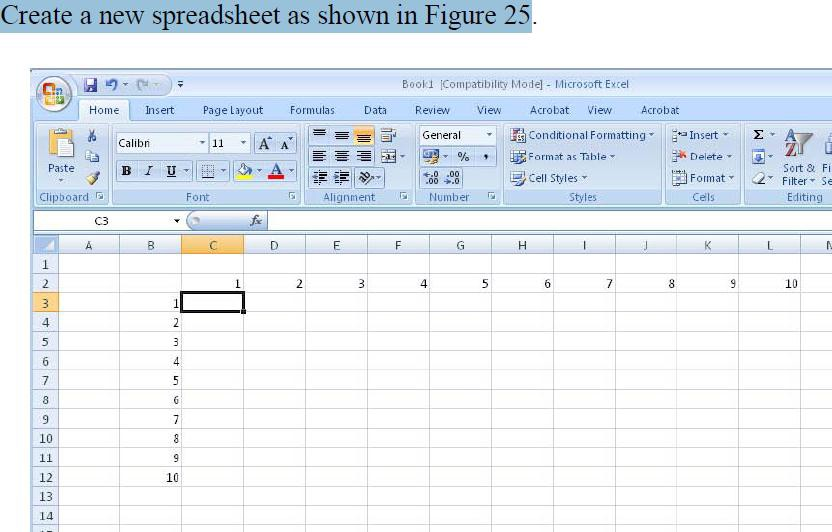 Create a new spreadsheet as shown in Figure 25.
Book1 [Compatibility Mode] - Microsoft Excel
Home Insert Page Layout Formulas Data Review View Acrobat View Acrobat
Calibri 11 A A General Conditional Formatting Insert Σ A Z
Paste B I U A % , Format as Table Delete Sort & Fi
.00 .00 Cell Styles Format Filter Se
Clipboard Font Alignment Number Styles Cells Editing
C3 fx
A B C D E F G H I J K L
1
2 1 2 3 4 5 6 7 8 9 10
3 1
4 2
5 3
6 4
7 5
8 6
9 7
10 8
11 9
12 10
13
14